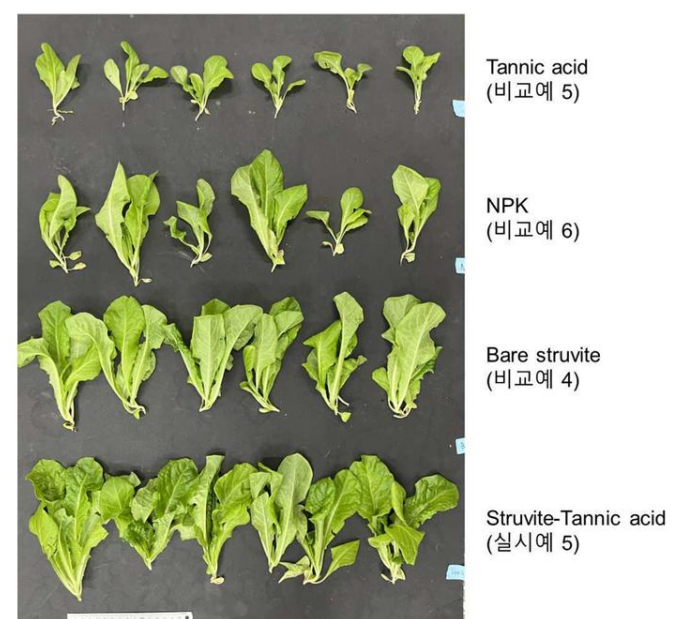 Tannic acid
(비교예 5)
NPK
(비교예 6)
Bare struvite
(비교예 4)
Struvite-Tannic acid
(실시예 5)